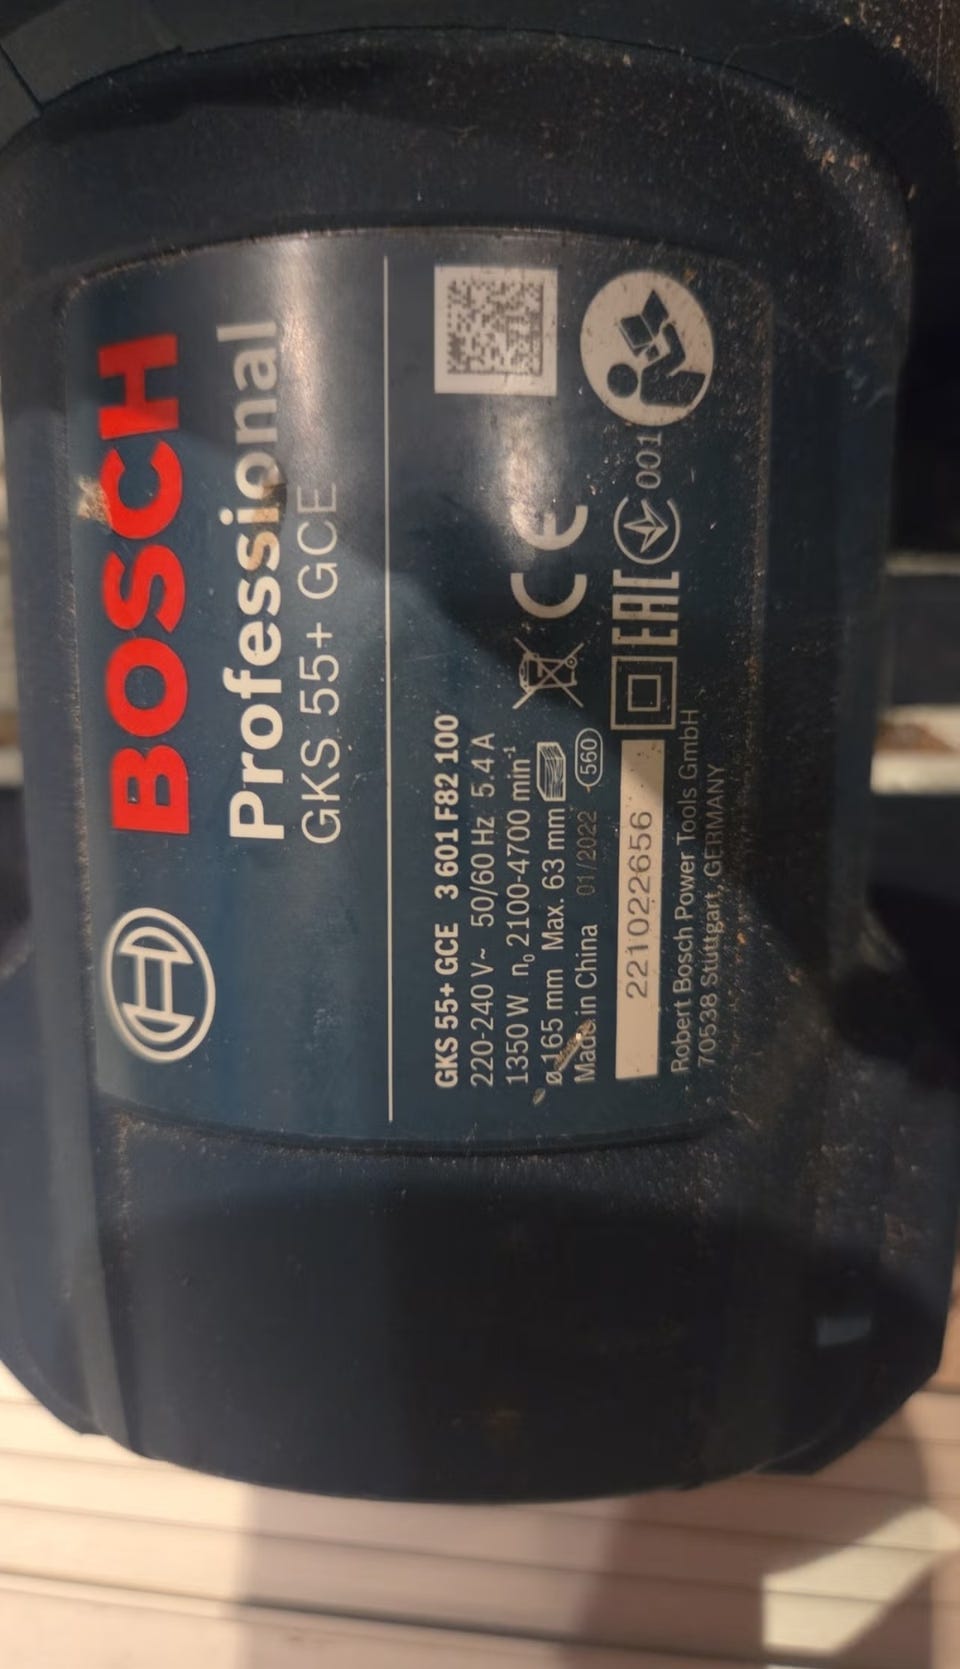 BOSCH
Professional
GKS 55+ GCE
GKS 55+ GCE 3 601 F82 100
220-240 V~ 50/60 Hz 5.4 A
1350 W n₀ 2100-4700 min⁻¹
ø 165 mm Max. 63 mm
Made in China 01/2022 560
221022656
Robert Bosch Power Tools GmbH
70538 Stuttgart, GERMANY
CE
EAC
001